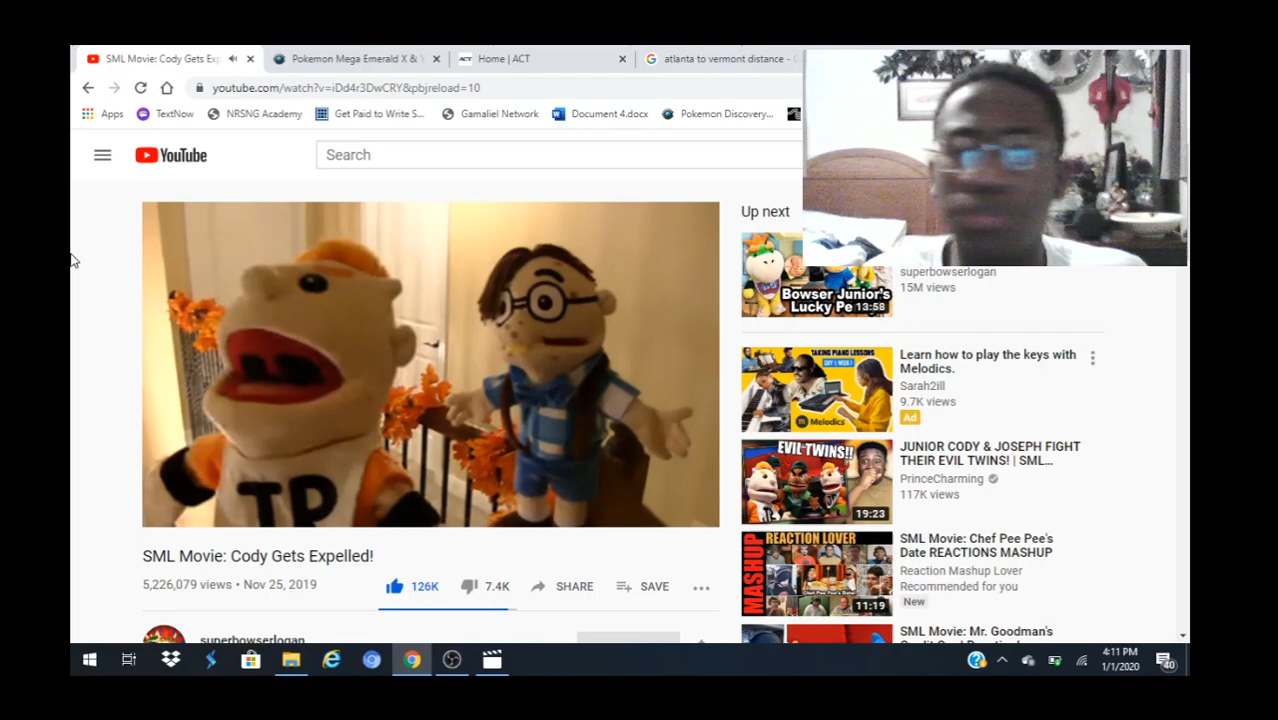 SML Movie: Cody Gets Exp
Pokemon Mega Emerald X & Y
ACT Home | ACT
atlanta to vermont distance -
youtube.com/watch?v=iDd4r3DwCRY&pbjreload=10
Apps TextNow NRSNG Academy Get Paid to Write S... Gamaliel Network Document 4.docx Pokemon Discovery...
YouTube
Search
Up next
superbowserlogan
15M views
Bowser Junior's
Lucky Pe
13:58
TAKING PIANO LESSONS
Melodics
Learn how to play the keys with
Melodics.
Sarah2ill
9.7K views
Ad
EVIL TWINS!!
19:23
JUNIOR CODY & JOSEPH FIGHT
THEIR EVIL TWINS! | SML...
PrinceCharming
117K views
MASHUP
REACTION LOVER
11:19
SML Movie: Chef Pee Pee's
Date REACTIONS MASHUP
Reaction Mashup Lover
Recommended for you
New
SML Movie: Mr. Goodman's
TP
SML Movie: Cody Gets Expelled!
5,226,079 views • Nov 25, 2019
126K 7.4K SHARE SAVE
superbowserlogan
4:11 PM
1/1/2020
40